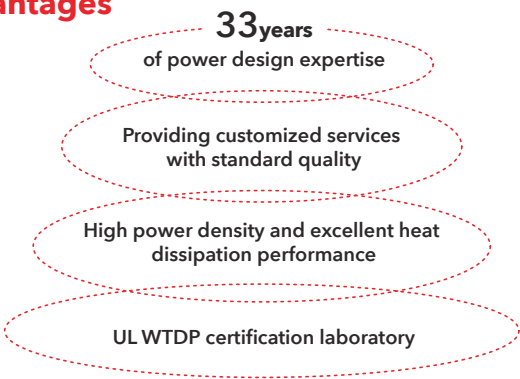 antages
33years
of power design expertise
Providing customized services
with standard quality
High power density and excellent heat
dissipation performance
UL WTDP certification laboratory